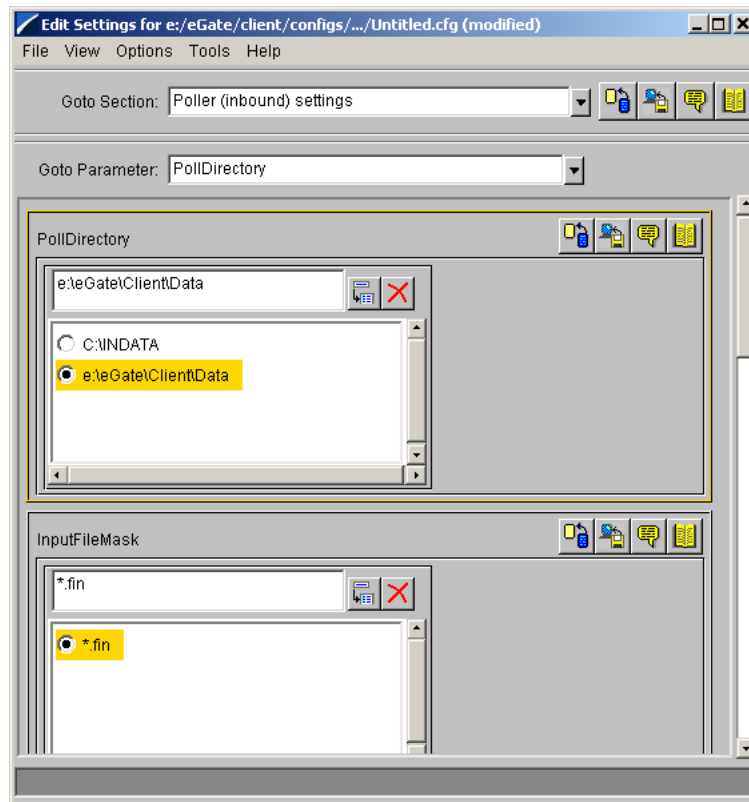 Edit Settings for e:/eGate/client/configs/.../Untitled.cfg (modified)
File View Options Tools Help
Goto Section: Poller (inbound) settings
Goto Parameter: PollDirectory
PollDirectory
e:\eGate\Client\Data
C:\INDATA
e:\eGate\Client\Data
InputFileMask
*.fin
*.fin